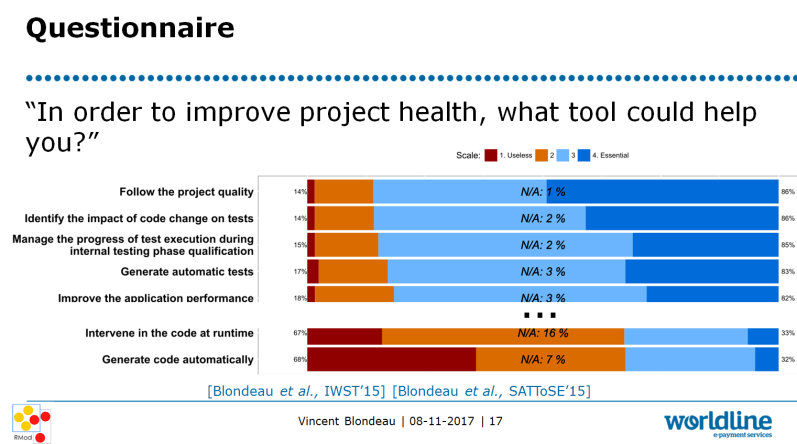 Questionnaire
“In order to improve project health, what tool could help
you?”
Scale: 1. Useless 2 3 4. Essential
Follow the project quality 14% N/A: 1 % 86%
Identify the impact of code change on tests 14% N/A: 2 % 86%
Manage the progress of test execution during
internal testing phase qualification 15% N/A: 2 % 85%
Generate automatic tests 17% N/A: 3 % 83%
Improve the application performance 18% N/A: 3 % 82%
...
Intervene in the code at runtime 67% N/A: 16 % 33%
Generate code automatically 68% N/A: 7 % 32%
[Blondeau et al., IWST’15] [Blondeau et al., SATToSE’15]
RMod
Vincent Blondeau | 08-11-2017 | 17
worldline
e-payment services